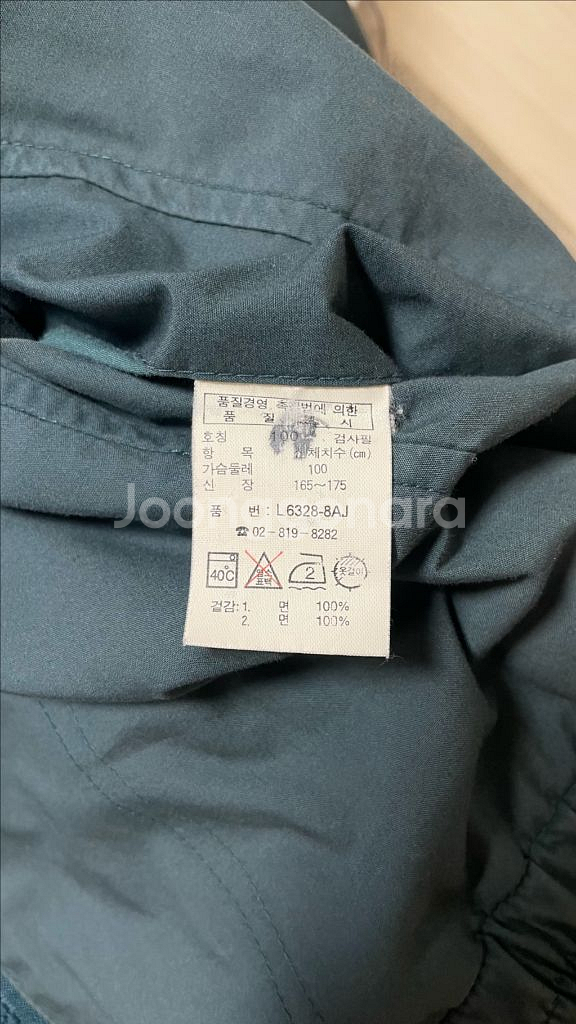 품질경영 촉진법에 의한
품 질 표 시
호칭 100 . 검사필
항 목 신체치수(cm)
가슴둘레 100
신 장 165~175
품 번 : L6328-8AJ
☎ 02-819-8282
40℃ 염소 표백 2 옷걸이
겉감: 1. 면 100%
2. 면 100%
Joonggonara